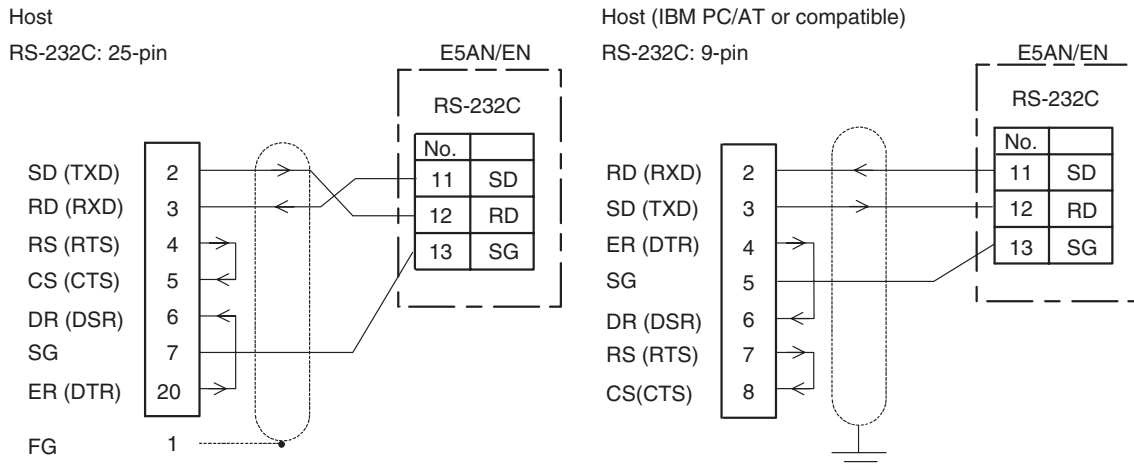 Host
RS-232C: 25-pin
E5AN/EN
RS-232C
No.
SD (TXD) 2 11 SD
RD (RXD) 3 12 RD
RS (RTS) 4 13 SG
CS (CTS) 5
DR (DSR) 6
SG 7
ER (DTR) 20
FG 1
Host (IBM PC/AT or compatible)
RS-232C: 9-pin
E5AN/EN
RS-232C
No.
RD (RXD) 2 11 SD
SD (TXD) 3 12 RD
ER (DTR) 4 13 SG
SG 5
DR (DSR) 6
RS (RTS) 7
CS(CTS) 8